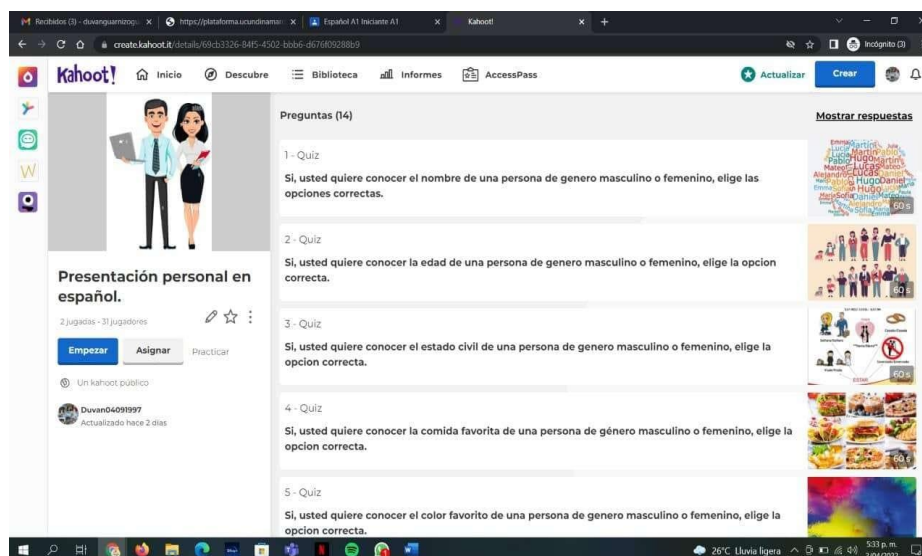 Recibidos (3) - duvanguarnizogu
https://plataforma.ucundinamar
Español A1 Iniciante A1
Kahoot!
create.kahoot.it/details/69cb3326-84f5-4502-bbb6-d676f09288b9
Incógnito (3)
Kahoot!
Inicio
Descubre
Biblioteca
Informes
AccessPass
Actualizar
Crear
Preguntas (14)
Mostrar respuestas
1 - Quiz
Si, usted quiere conocer el nombre de una persona de genero masculino o femenino, elige las
opciones correctas.
60 s
2 - Quiz
Si, usted quiere conocer la edad de una persona de genero masculino o femenino, elige la opcion
correcta.
60 s
3 - Quiz
Si, usted quiere conocer el estado civil de una persona de genero masculino o femenino, elige la
opcion correcta.
ESTAR
60 s
4 - Quiz
Si, usted quiere conocer la comida favorita de una persona de género masculino o femenino, elige la
opcion correcta.
60 s
5 - Quiz
Si, usted quiere conocer el color favorito de una persona de genero masculino o femenino, elige la
opcion correcta.
Presentación personal en
español.
2 jugadas - 31 jugadores
Empezar
Asignar
Practicar
Un kahoot público
Duvan04091997
Actualizado hace 2 días
26°C Lluvia ligera
5:33 p. m.